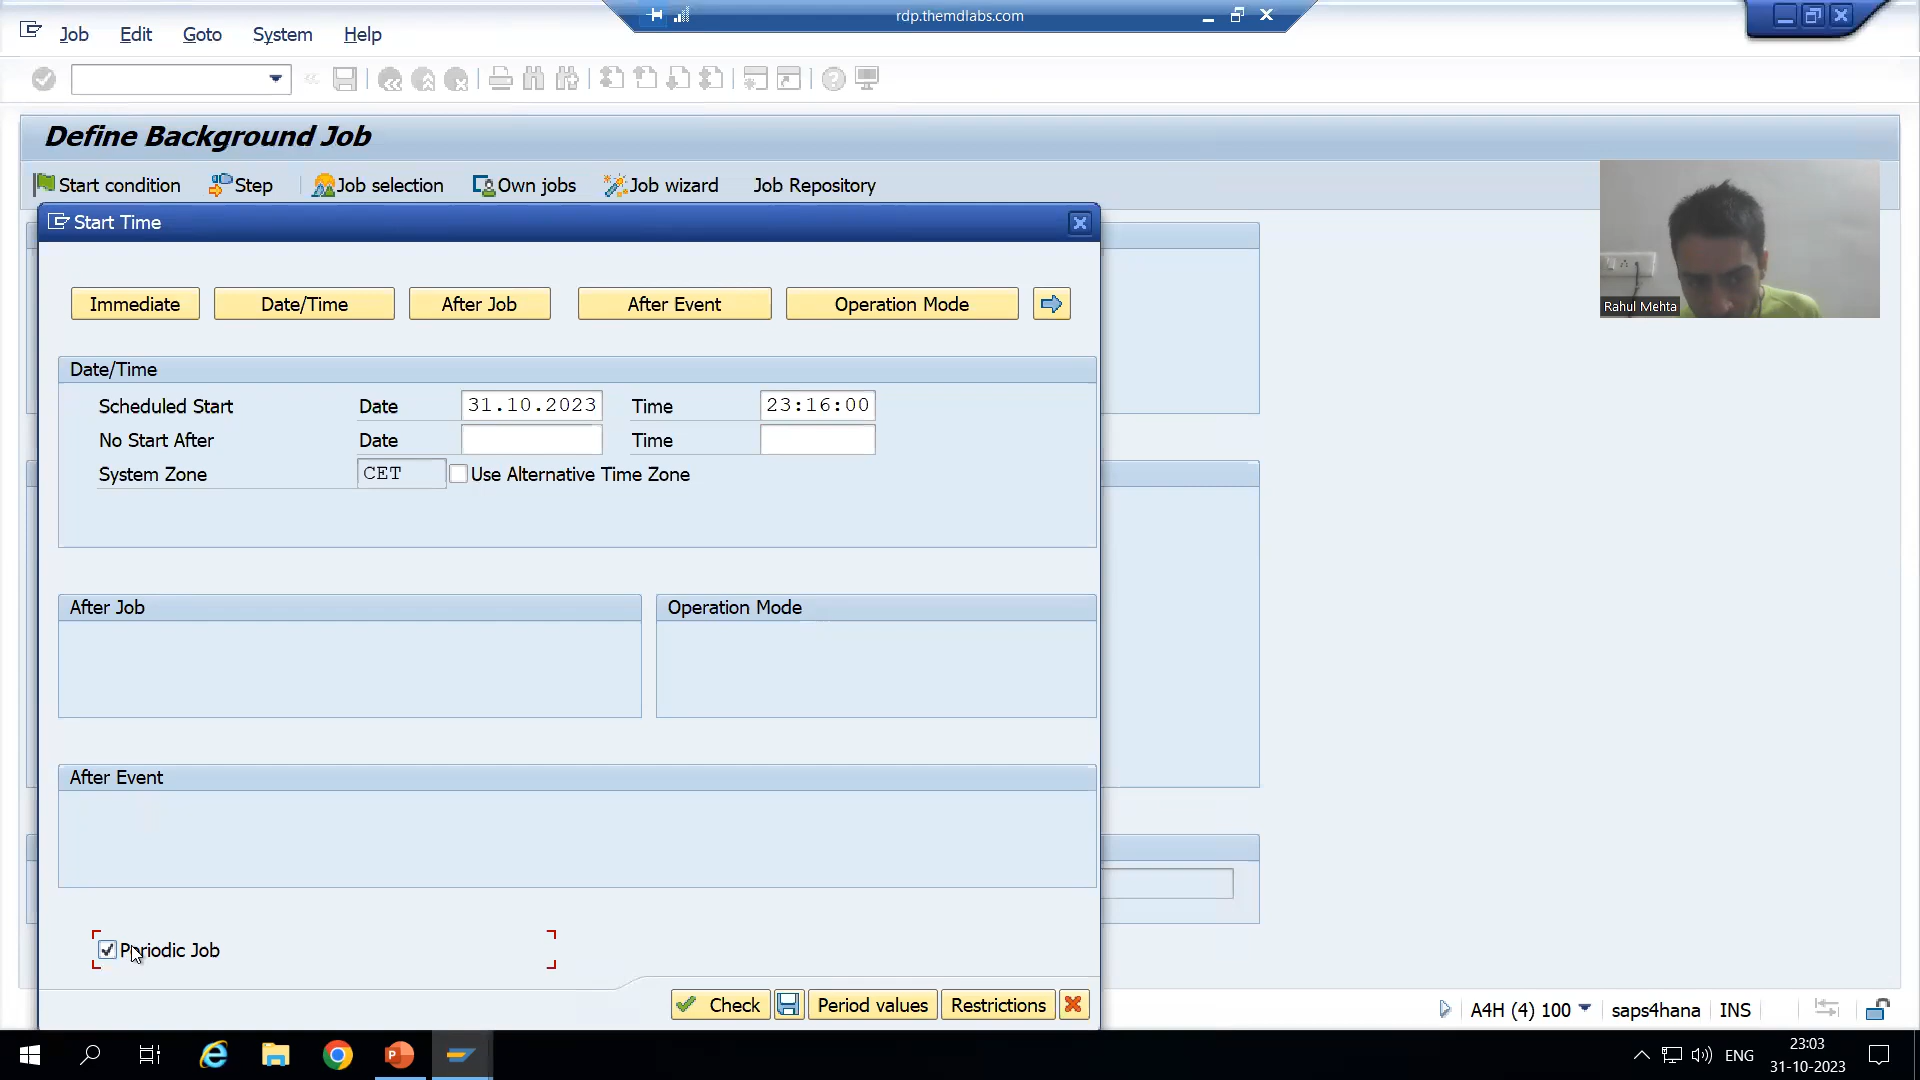 rdp.themdlabs.com
Job Edit Goto System Help
Define Background Job
Start condition Step Job selection Own jobs Job wizard Job Repository
Start Time
Immediate Date/Time After Job After Event Operation Mode
Date/Time
Scheduled Start Date 31.10.2023 Time 23:16:00
No Start After Date Time
System Zone CET Use Alternative Time Zone
After Job Operation Mode
After Event
Periodic Job
Check Period values Restrictions
Rahul Mehta
A4H (4) 100 saps4hana INS
ENG 23:03
31-10-2023